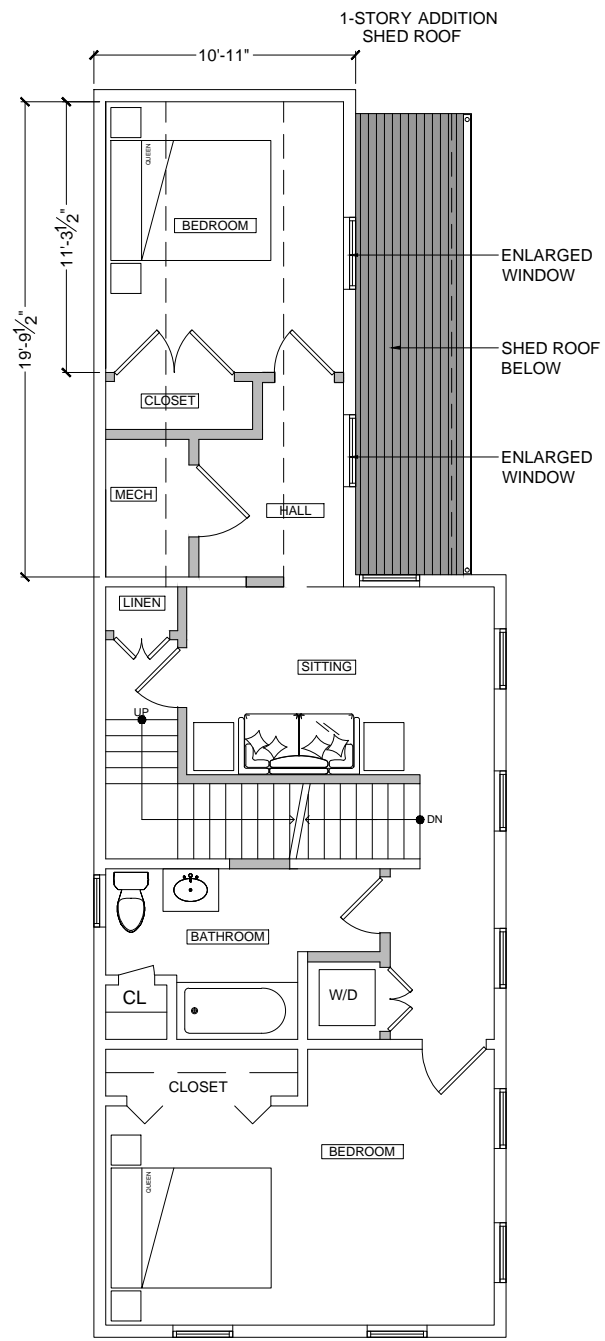 1-STORY ADDITION
SHED ROOF
10'-11"
QUEEN
BEDROOM
11'-3½"
19'-9½"
ENLARGED
WINDOW
SHED ROOF
BELOW
CLOSET
ENLARGED
WINDOW
MECH
HALL
LINEN
SITTING
UP
DN
BATHROOM
CL
W/D
CLOSET
BEDROOM
QUEEN